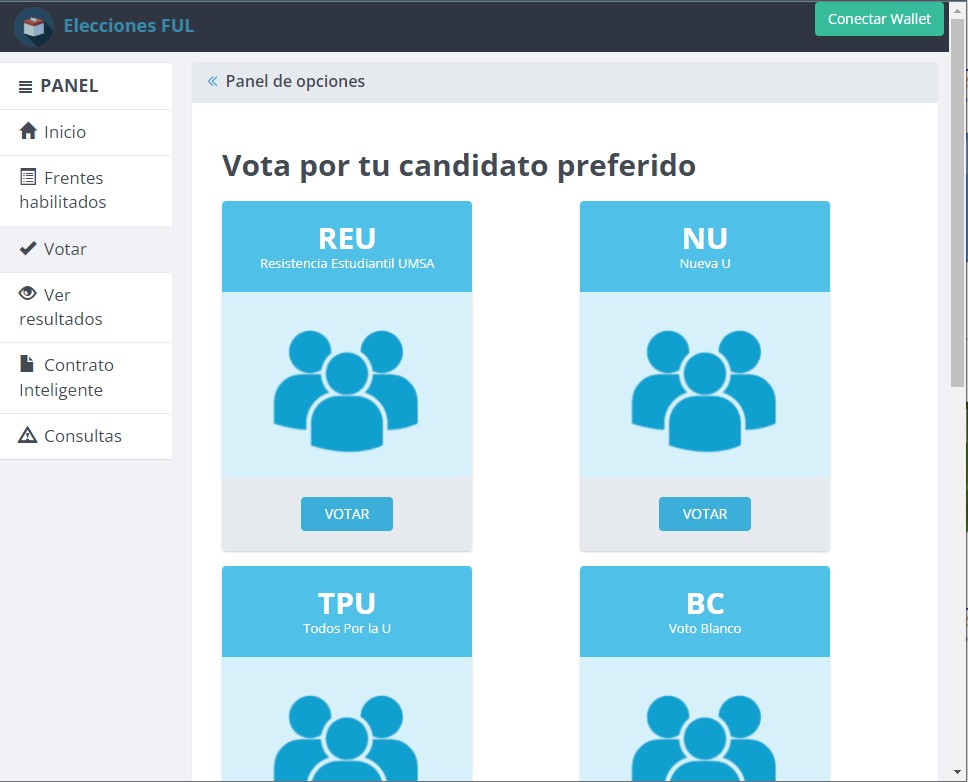 Elecciones FUL
Conectar Wallet
PANEL
Inicio
Frentes
habilitados
Votar
Ver
resultados
Contrato
Inteligente
Consultas
« Panel de opciones
Vota por tu candidato preferido
REU
Resistencia Estudiantil UMSA
VOTAR
NU
Nueva U
VOTAR
TPU
Todos Por la U
BC
Voto Blanco